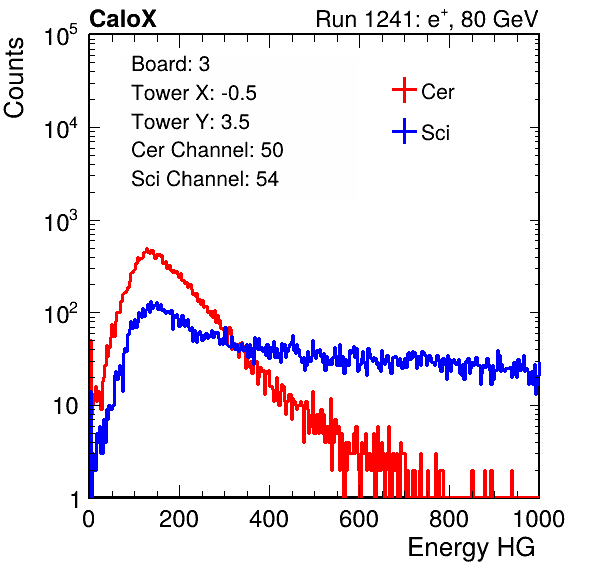 CaloX
Run 1241: e⁺, 80 GeV
Counts
10⁵
10⁴
10³
10²
10
1
Board: 3
Tower X: -0.5
Tower Y: 3.5
Cer Channel: 50
Sci Channel: 54
Cer
Sci
0 200 400 600 800 1000
Energy HG